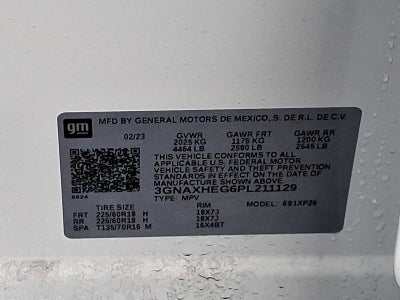 gm
MFD BY GENERAL MOTORS DE MEXICO, S. DE R.L. DE C.V.
02/23 GVWR GAWR FRT GAWR RR
2025 KG 1175 KG 1200 KG
4464 LB 2590 LB 2645 LB
THIS VEHICLE CONFORMS TO ALL
APPLICABLE U.S. FEDERAL MOTOR
VEHICLE SAFETY AND THEFT PREVENTION
STANDARDS IN EFFECT ON THE DATE OF
MANUFACTURE SHOWN ABOVE.
3GNAXHEG6PL211129
TYPE: MPV MODEL: 1XP26
TIRE SIZE RIM
FRT 225/60R18 H 18X7J
RR 225/60R18 H 18X7J
SPA T135/70R16 M 16X4BT